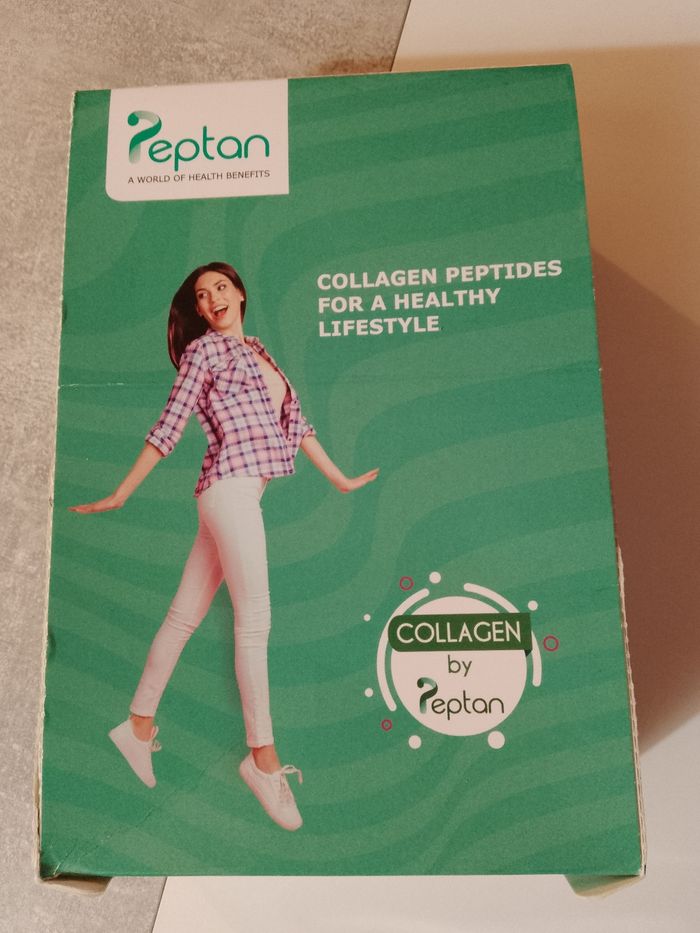 Peptan
A WORLD OF HEALTH BENEFITS
COLLAGEN PEPTIDES
FOR A HEALTHY
LIFESTYLE
COLLAGEN
by
Peptan